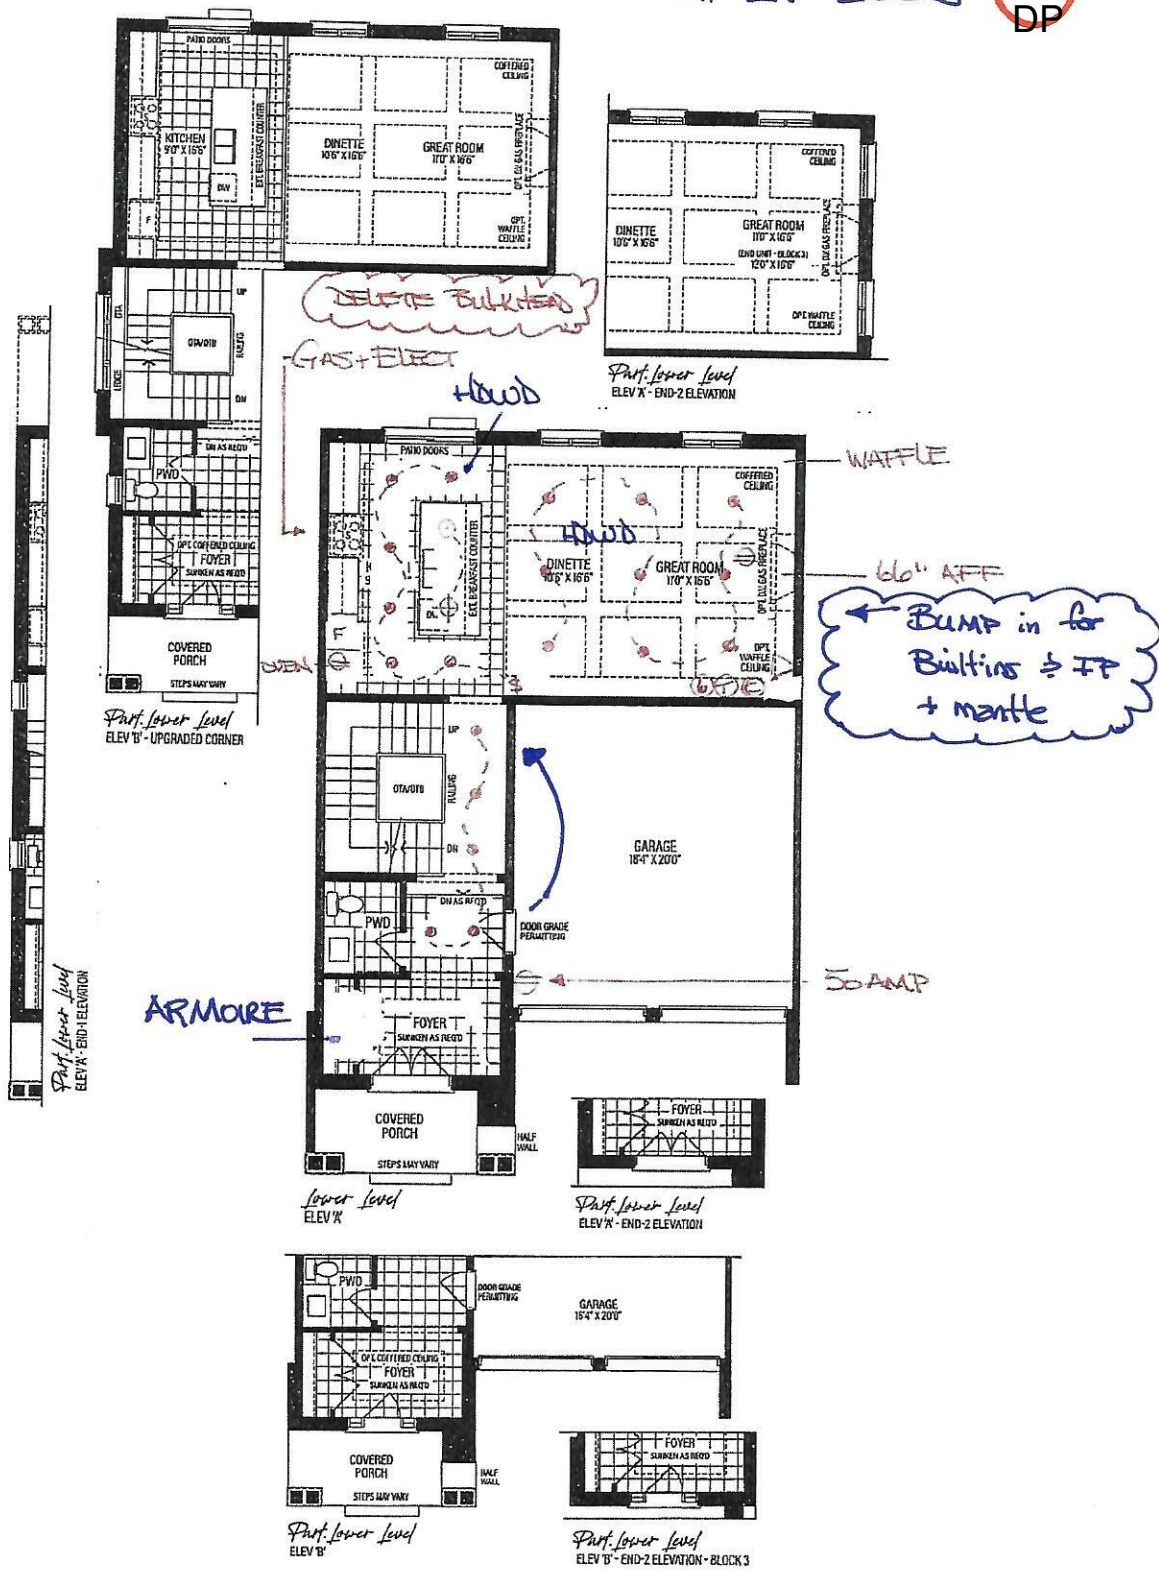 DP
PATIO DOORS
COFFERED
CEILING
KITCHEN
9'0" X 16'6"
EXT. BREAKFAST COUNTER
DW
F
DINETTE
10'6" X 16'6"
GREAT ROOM
11'0" X 16'6"
OPT. D.V. GAS FIREPLACE
OPT.
WAFFLE
CEILING
COFFERED
CEILING
DINETTE
10'6" X 16'6"
GREAT ROOM
11'0" X 16'6"
(END UNIT - BLOCK 3)
12'0" X 16'6"
OPT. D.V. GAS FIREPLACE
OPT. WAFFLE
CEILING
Part. Lower Level
ELEV 'A' - END-2 ELEVATION
DELETE BULKHEAD
GAS + ELECT
HDWD
OTA
LEDGE
UP
OTA/OTB
RAILING
DN
DN AS REQ'D
PWD
OPT. COFFERED CEILING
FOYER
SUNKEN AS REQ'D
COVERED
PORCH
STEPS MAY VARY
Part. Lower Level
ELEV 'B' - UPGRADED CORNER
PATIO DOORS
COFFERED
CEILING
WAFFLE
HDWD
EXT. BREAKFAST COUNTER
DINETTE
10'6" X 16'6"
GREAT ROOM
11'0" X 16'6"
OPT. D.V. GAS FIREPLACE
66" AFF
BUMP in for
Builtins & FP
+ mantle
F
OVEN
$
OPT.
WAFFLE
CEILING
UP
OTA/OTB
RAILING
DN
GARAGE
18'4" X 20'0"
DN AS REQ'D
PWD
DOOR GRADE
PERMITTING
50 AMP
ARMOIRE
FOYER
SUNKEN AS REQ'D
COVERED
PORCH
STEPS MAY VARY
HALF
WALL
Lower Level
ELEV 'A'
Part. Lower Level
ELEV 'A' - END-1 ELEVATION
FOYER
SUNKEN AS REQ'D
Part. Lower Level
ELEV 'A' - END-2 ELEVATION
PWD
DOOR GRADE
PERMITTING
GARAGE
18'4" X 20'0"
OPT. COFFERED CEILING
FOYER
SUNKEN AS REQ'D
COVERED
PORCH
STEPS MAY VARY
HALF
WALL
Part. Lower Level
ELEV 'B'
FOYER
SUNKEN AS REQ'D
Part. Lower Level
ELEV 'B' - END-2 ELEVATION - BLOCK 3